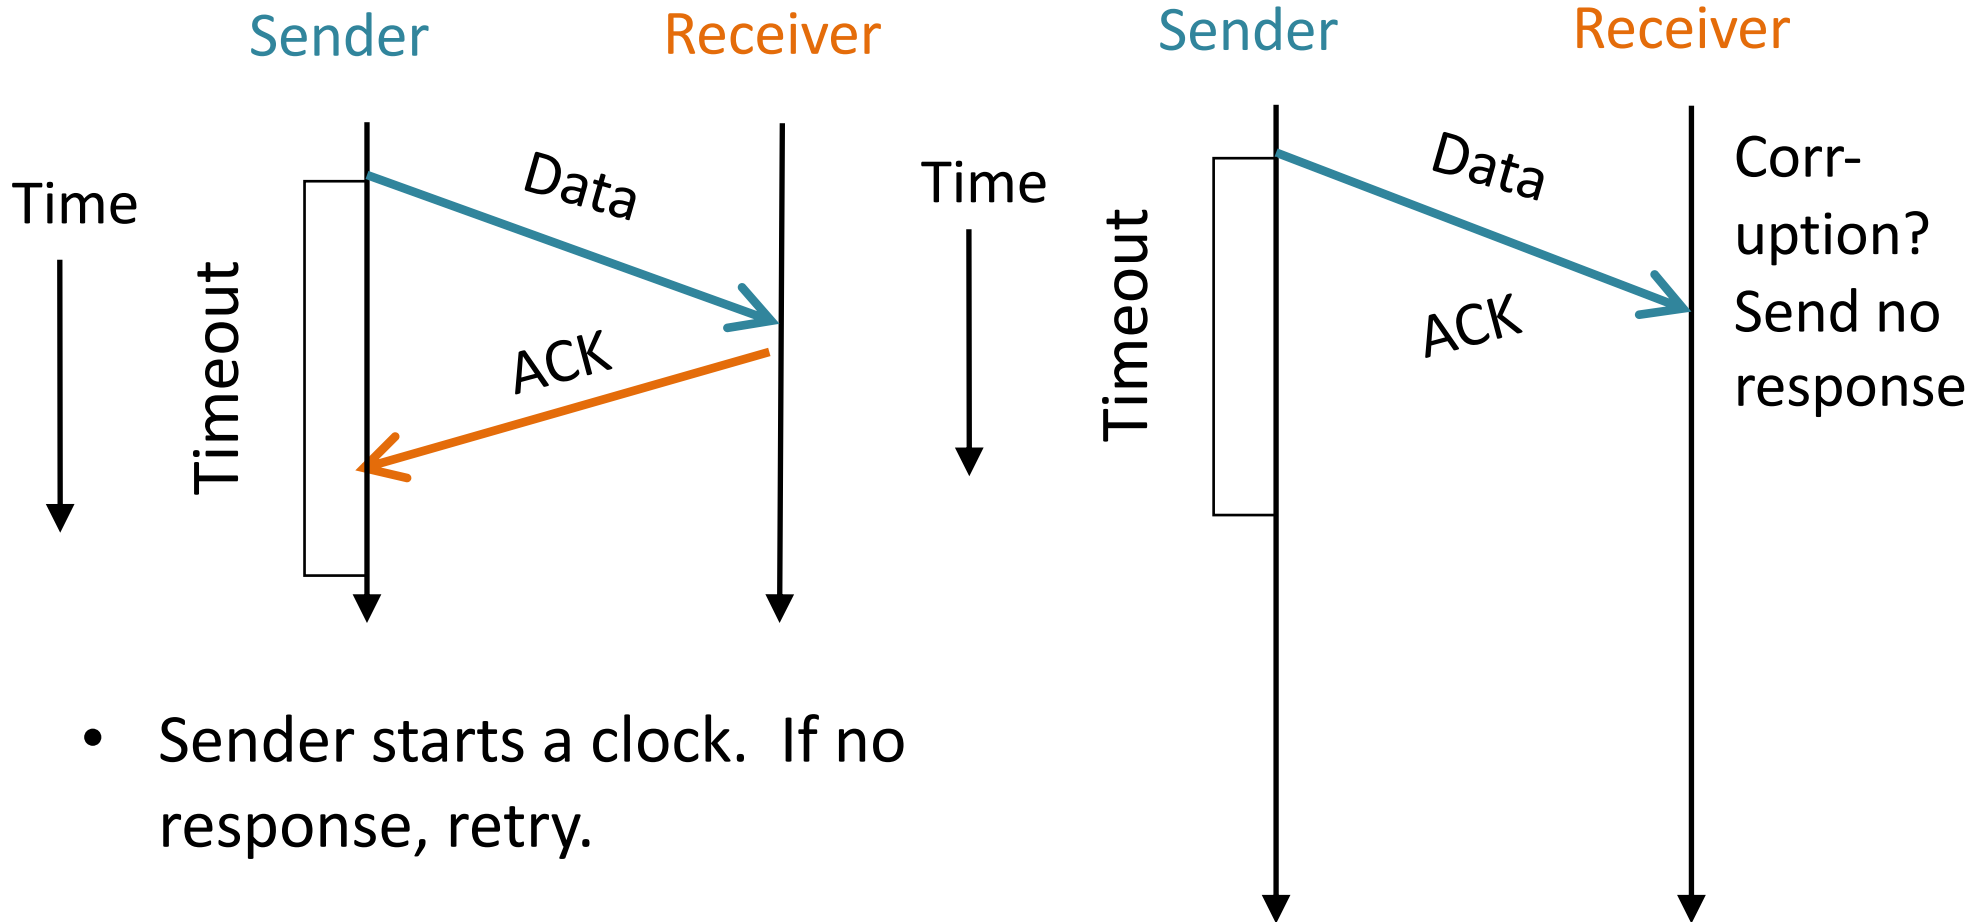 Sender
Receiver
Time
Timeout
Data
ACK
• Sender starts a clock.  If no
response, retry.
Sender
Receiver
Time
Timeout
Data
ACK
Corr-
uption?
Send no
response